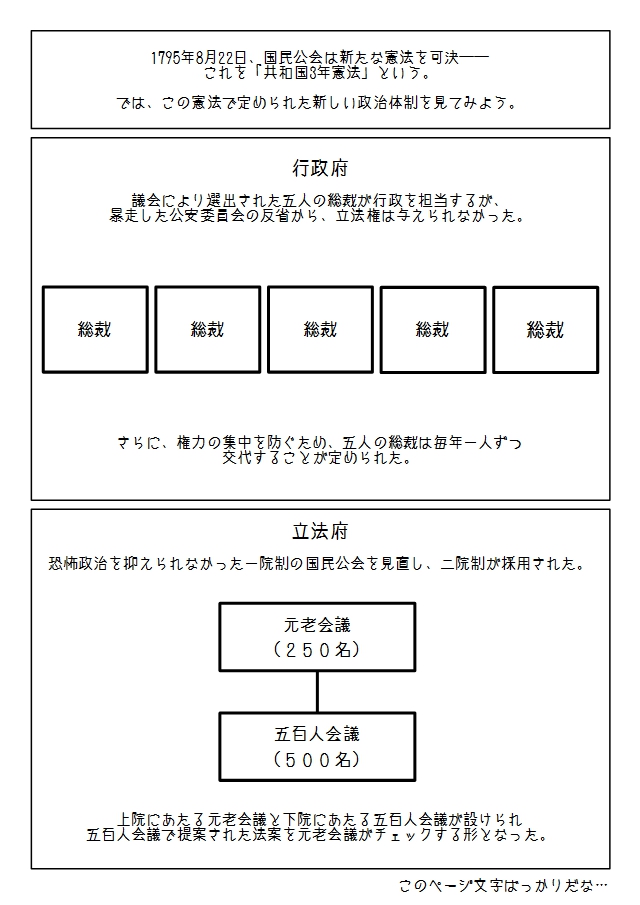 1795年8月22日、国民公会は新たな憲法を可決――
これを「共和国3年憲法」という。
では、この憲法で定められた新しい政治体制を見てみよう。
行政府
議会により選出された五人の総裁が行政を担当するが、
暴走した公安委員会の反省から、立法権は与えられなかった。
総裁
総裁
総裁
総裁
総裁
さらに、権力の集中を防ぐため、五人の総裁は毎年一人ずつ
交代することが定められた。
立法府
恐怖政治を抑えられなかった一院制の国民公会を見直し、二院制が採用された。
元老会議
(250名)
五百人会議
(500名)
上院にあたる元老会議と下院にあたる五百人会議が設けられ
五百人会議で提案された法案を元老会議がチェックする形となった。
このページ文字ばっかりだな…